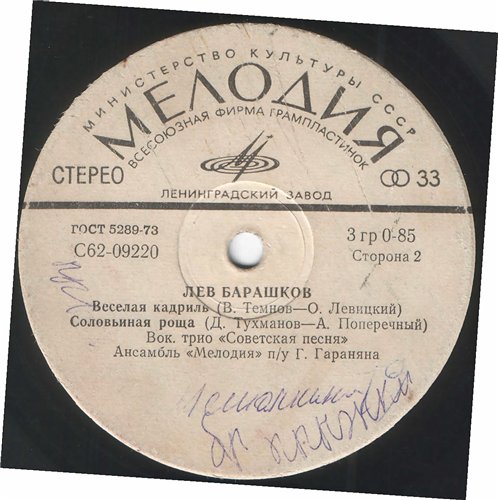 МИНИСТЕРСТВО КУЛЬТУРЫ СССР
МЕЛОДИЯ
ВСЕСОЮЗНАЯ ФИРМА ГРАМПЛАСТИНОК
СТЕРЕО
33
ЛЕНИНГРАДСКИЙ ЗАВОД
ГОСТ 5289-73
С62-09220
3 гр 0-85
Сторона 2
ЛЕВ БАРАШКОВ
Веселая кадриль (В. Темнов—О. Левицкий)
Соловьиная роща (Д. Тухманов—А. Поперечный)
Вок. трио «Советская песня»
Ансамбль «Мелодия» п/у Г. Гараняна